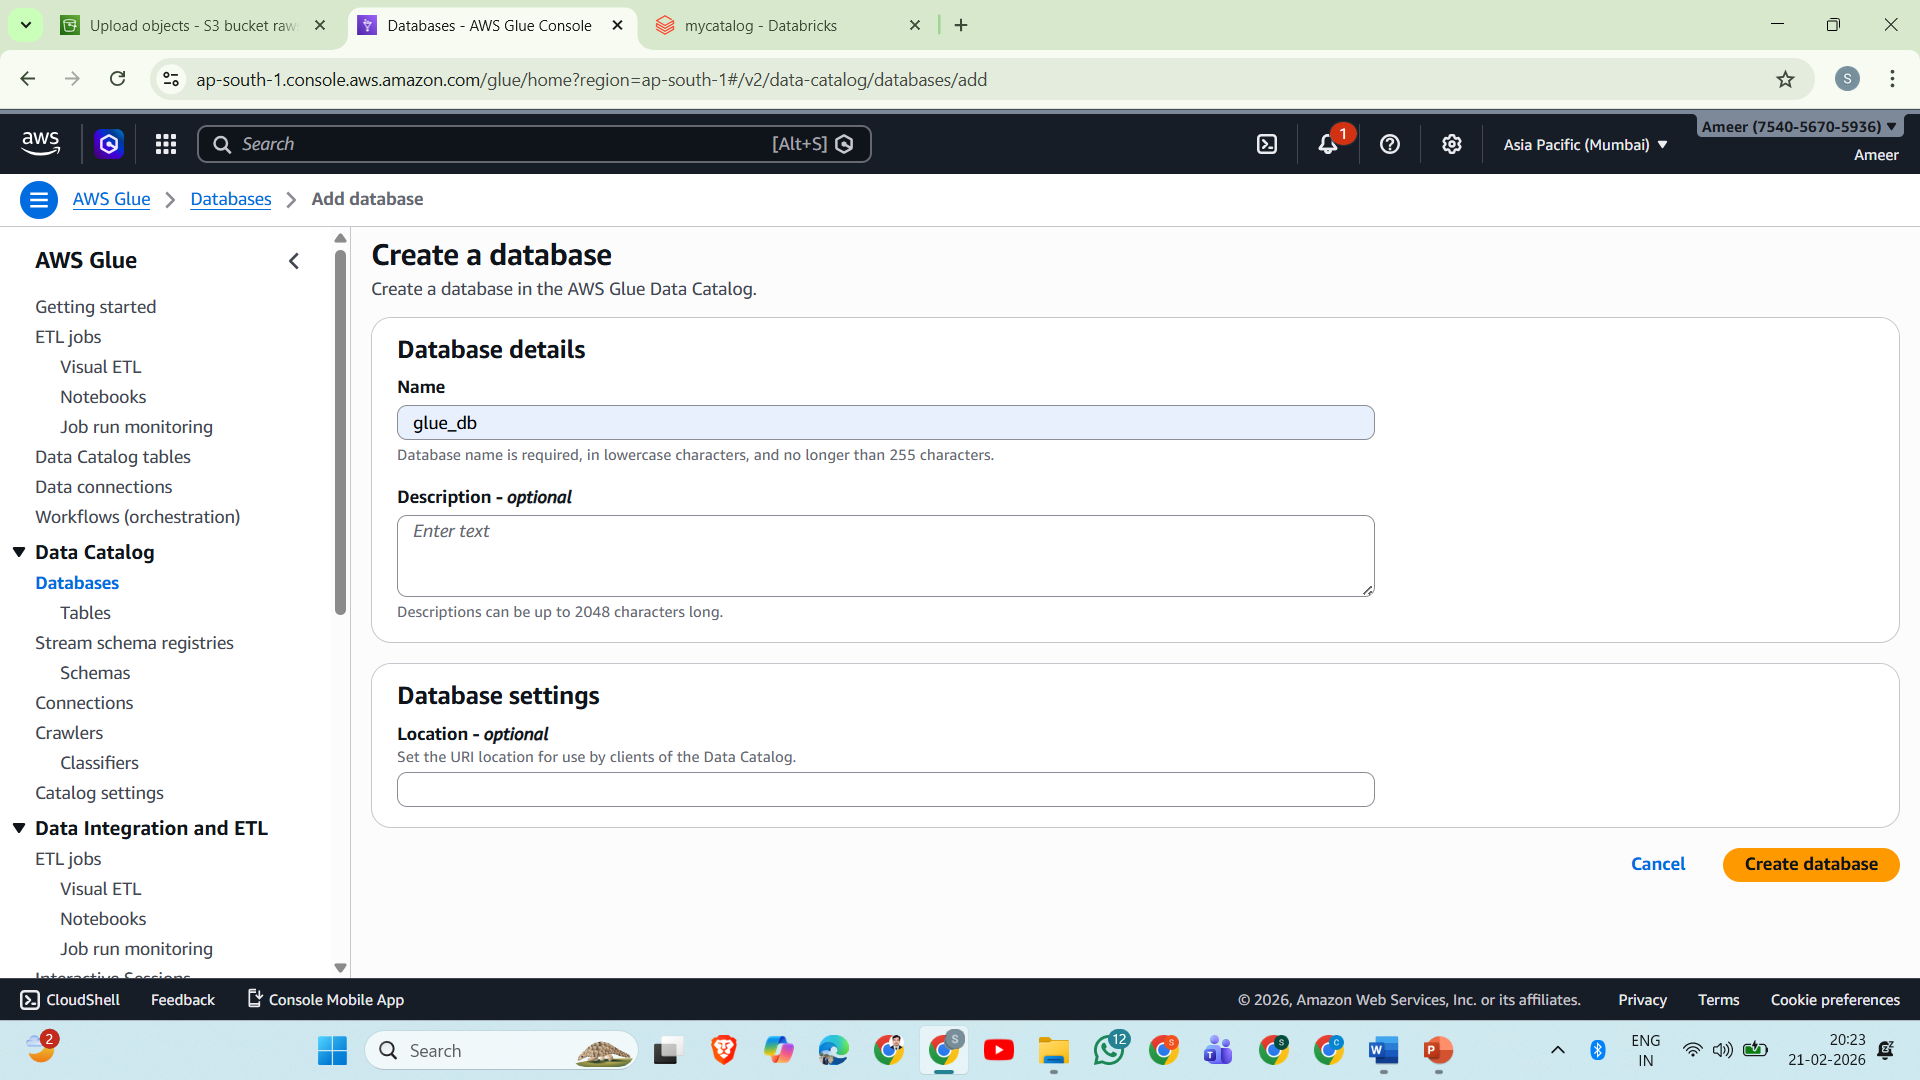 Upload objects - S3 bucket raw
Databases - AWS Glue Console
mycatalog - Databricks
ap-south-1.console.aws.amazon.com/glue/home?region=ap-south-1#/v2/data-catalog/databases/add
S
aws
Search
[Alt+S]
1
Asia Pacific (Mumbai)
Ameer (7540-5670-5936)
Ameer
AWS Glue
Databases
Add database
AWS Glue
Getting started
ETL jobs
Visual ETL
Notebooks
Job run monitoring
Data Catalog tables
Data connections
Workflows (orchestration)
Data Catalog
Databases
Tables
Stream schema registries
Schemas
Connections
Crawlers
Classifiers
Catalog settings
Data Integration and ETL
ETL jobs
Visual ETL
Notebooks
Job run monitoring
Interactive Sessions
Create a database
Create a database in the AWS Glue Data Catalog.
Database details
Name
glue_db
Database name is required, in lowercase characters, and no longer than 255 characters.
Description - optional
Enter text
Descriptions can be up to 2048 characters long.
Database settings
Location - optional
Set the URI location for use by clients of the Data Catalog.
Cancel
Create database
CloudShell
Feedback
Console Mobile App
© 2026, Amazon Web Services, Inc. or its affiliates.
Privacy
Terms
Cookie preferences
2
Search
S
12
S
T
S
C
W
P
ENG
IN
20:23
21-02-2026